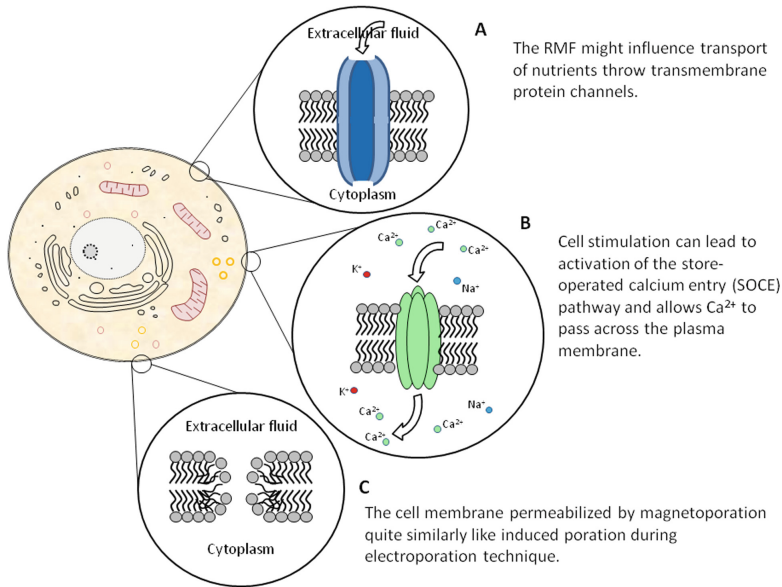 Extracellular fluid
A
The RMF might influence transport
of nutrients throw transmembrane
protein channels.
Cytoplasm
B
Ca²⁺
Ca²⁺
Ca²⁺
K⁺
Na⁺
Cell stimulation can lead to
activation of the store-
operated calcium entry (SOCE)
pathway and allows Ca²⁺ to
pass across the plasma
membrane.
K⁺
Na⁺
Ca²⁺
Ca²⁺
Ca²⁺
Extracellular fluid
Cytoplasm
C
The cell membrane permeabilized by magnetoporation
quite similarly like induced poration during
electroporation technique.